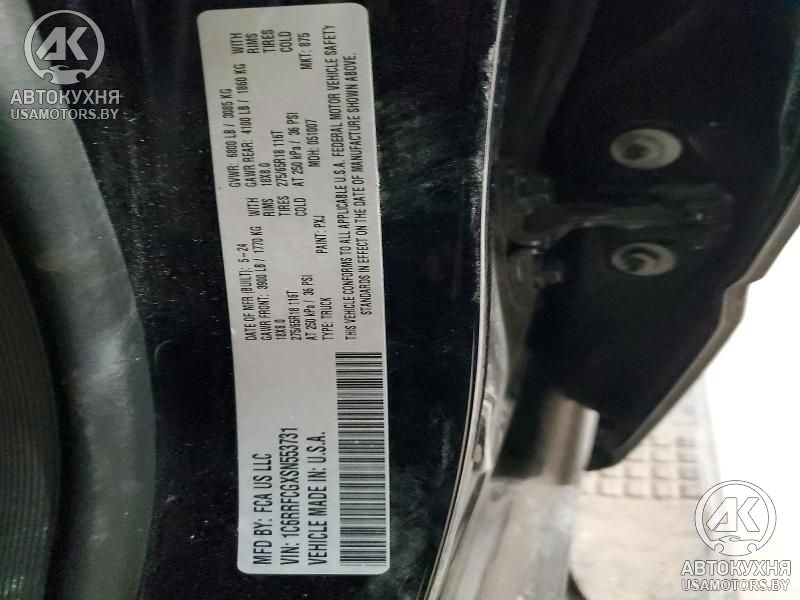 MFD BY: FCA US LLC
DATE OF MFR (BUILT): 5-24
GVWR: 6800 LB / 3085 KG
GAWR FRONT: 3900 LB / 1770 KG WITH
GAWR REAR: 4100 LB / 1860 KG WITH
18X8.0 RIMS
18X8.0 RIMS
275/65R18 116T TIRES
275/65R18 116T TIRES
AT 250 kPa / 36 PSI COLD
AT 250 kPa / 36 PSI COLD
VIN: 1C6RRFCGXSN553731
TYPE: TRUCK
PAINT: PXJ
MDH: 051007
MKT: 875
VEHICLE MADE IN: U.S.A.
THIS VEHICLE CONFORMS TO ALL APPLICABLE U.S.A. FEDERAL MOTOR VEHICLE SAFETY
STANDARDS IN EFFECT ON THE DATE OF MANUFACTURE SHOWN ABOVE.
АК
АВТОКУХНЯ
USAMOTORS.BY
АК
АВТОКУХНЯ
USAMOTORS.BY